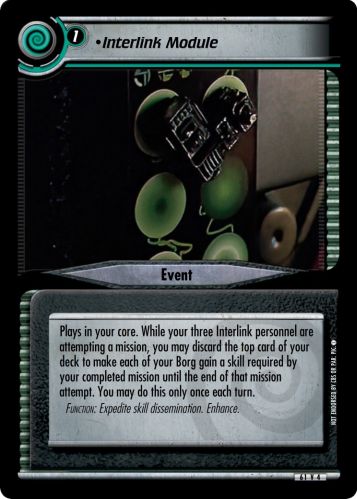 1
•Interlink Module
Event
Plays in your core. While your three Interlink personnel are
attempting a mission, you may discard the top card of your
deck to make each of your Borg gain a skill required by
your completed mission until the end of that mission
attempt. You may do this only once each turn.
FUNCTION: Expedite skill dissemination. Enhance.
NOT ENDORSED BY CBS OR PAR. PIC.
61 V 4